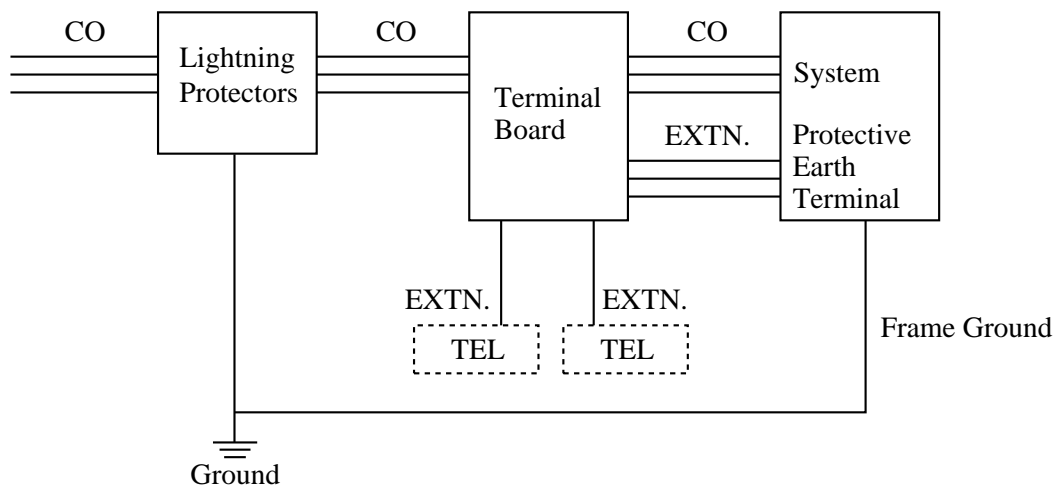 CO
CO
CO
Lightning
Protectors
Terminal
Board
System
EXTN.
Protective
Earth
Terminal
EXTN.
EXTN.
TEL
TEL
Frame Ground
Ground